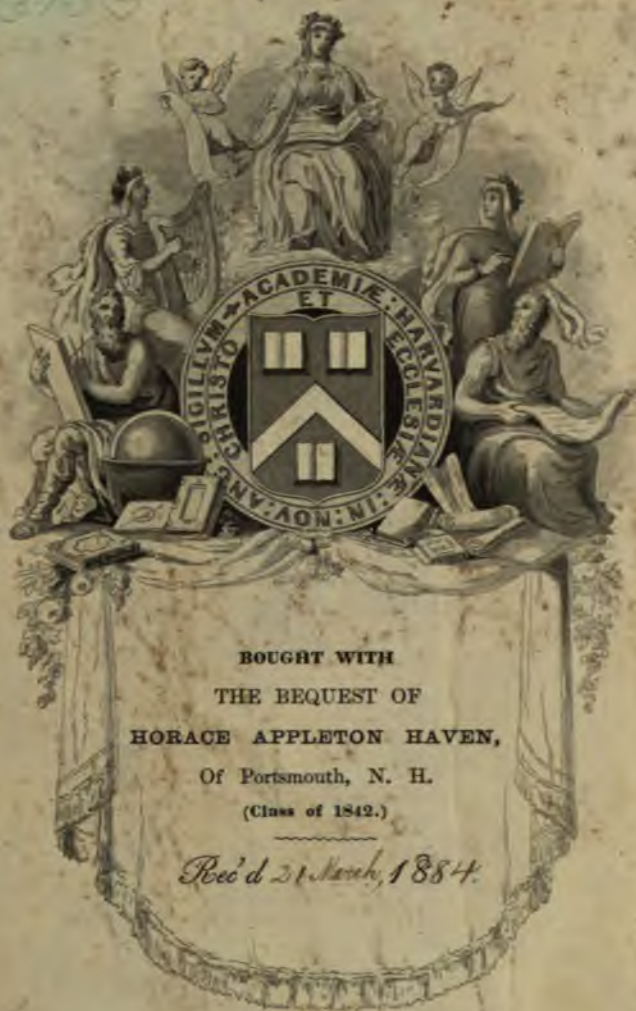 SIGILLVM ACADEMIÆ: HARVARDIANÆ: IN: NOV: ANG:
CHRISTO ET ECCLESIÆ
BOUGHT WITH
THE BEQUEST OF
HORACE APPLETON HAVEN,
Of Portsmouth, N. H.
(Class of 1842.)
Rec'd 21 March, 1884.